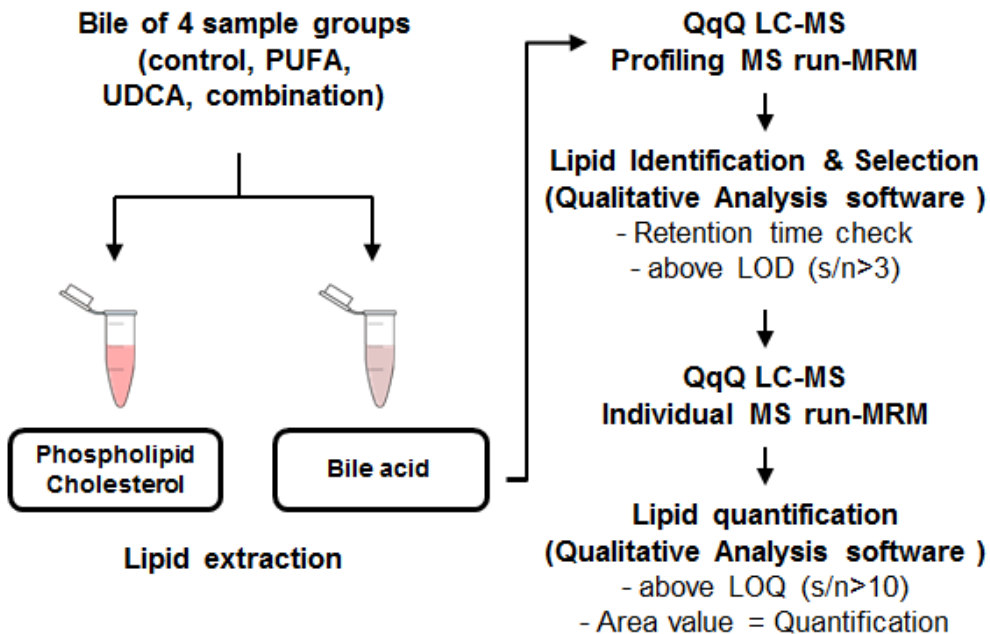 Bile of 4 sample groups
(control, PUFA,
UDCA, combination)
Phospholipid
Cholesterol
Bile acid
Lipid extraction
QqQ LC-MS
Profiling MS run-MRM
Lipid Identification & Selection
(Qualitative Analysis software )
- Retention time check
- above LOD (s/n>3)
QqQ LC-MS
Individual MS run-MRM
Lipid quantification
(Qualitative Analysis software )
- above LOQ (s/n>10)
- Area value = Quantification